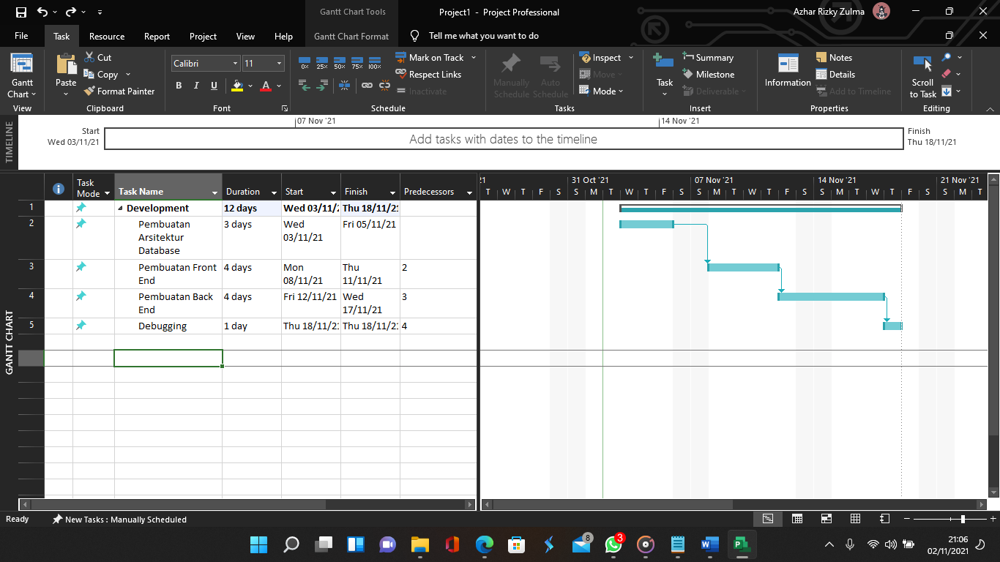 Gantt Chart Tools
Project1 - Project Professional
Azhar Rizky Zulma
File
Task
Resource
Report
Project
View
Help
Gantt Chart Format
Tell me what you want to do
Gantt
Chart
View
Paste
Cut
Copy
Format Painter
Clipboard
Calibri
11
B I U
A
Font
0% 25% 50% 75% 100%
Mark on Track
Respect Links
Inactivate
Schedule
Manually
Schedule
Auto
Schedule
Inspect
Move
Mode
Tasks
Task
Summary
Milestone
Deliverable
Insert
Information
Notes
Details
Add to Timeline
Properties
Scroll
to Task
Editing
TIMELINE
07 Nov '21
14 Nov '21
Start
Wed 03/11/21
Add tasks with dates to the timeline
Finish
Thu 18/11/21
GANTT CHART
Task
Mode
Task Name
Duration
Start
Finish
Predecessors
1 Development 12 days Wed 03/11/2 Thu 18/11/21
2 Pembuatan 3 days Wed Fri 05/11/21
Arsitektur 03/11/21
Database
3 Pembuatan Front 4 days Mon Thu 2
End 08/11/21 11/11/21
4 Pembuatan Back 4 days Fri 12/11/21 Wed 3
End 17/11/21
5 Debugging 1 day Thu 18/11/21 Thu 18/11/21 4
21 31 Oct '21 07 Nov '21 14 Nov '21 21 Nov '21
T W T F S S M T W T F S S M T W T F S S M T W T F S S M T
Ready
New Tasks : Manually Scheduled
8
3
21:06
02/11/2021